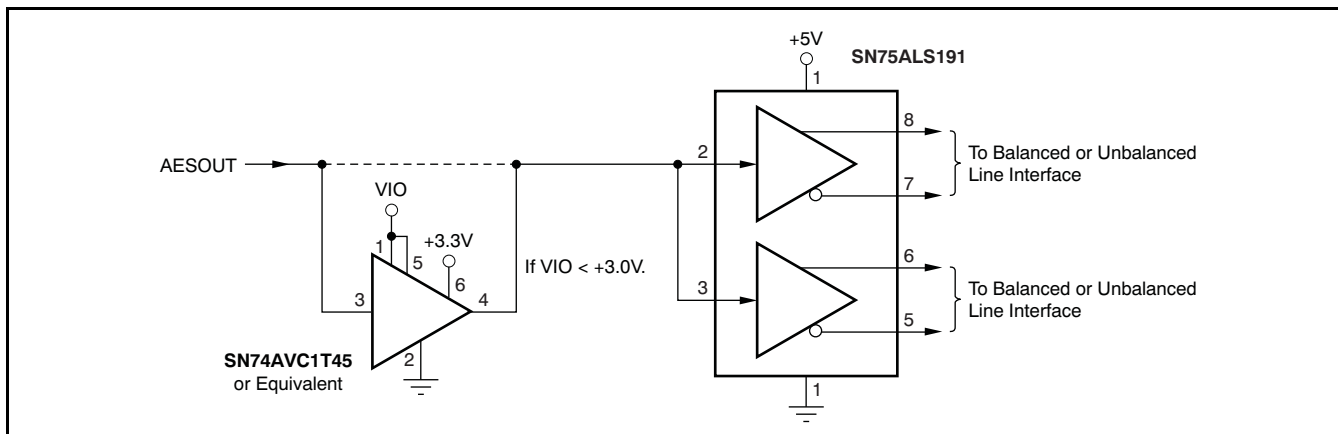 +5V
SN75ALS191
1
8
AESOUT
2
To Balanced or Unbalanced
Line Interface
7
VIO
+3.3V
1
5
If VIO < +3.0V.
6
6
3
4
3
To Balanced or Unbalanced
Line Interface
5
SN74AVC1T45
2
or Equivalent
1